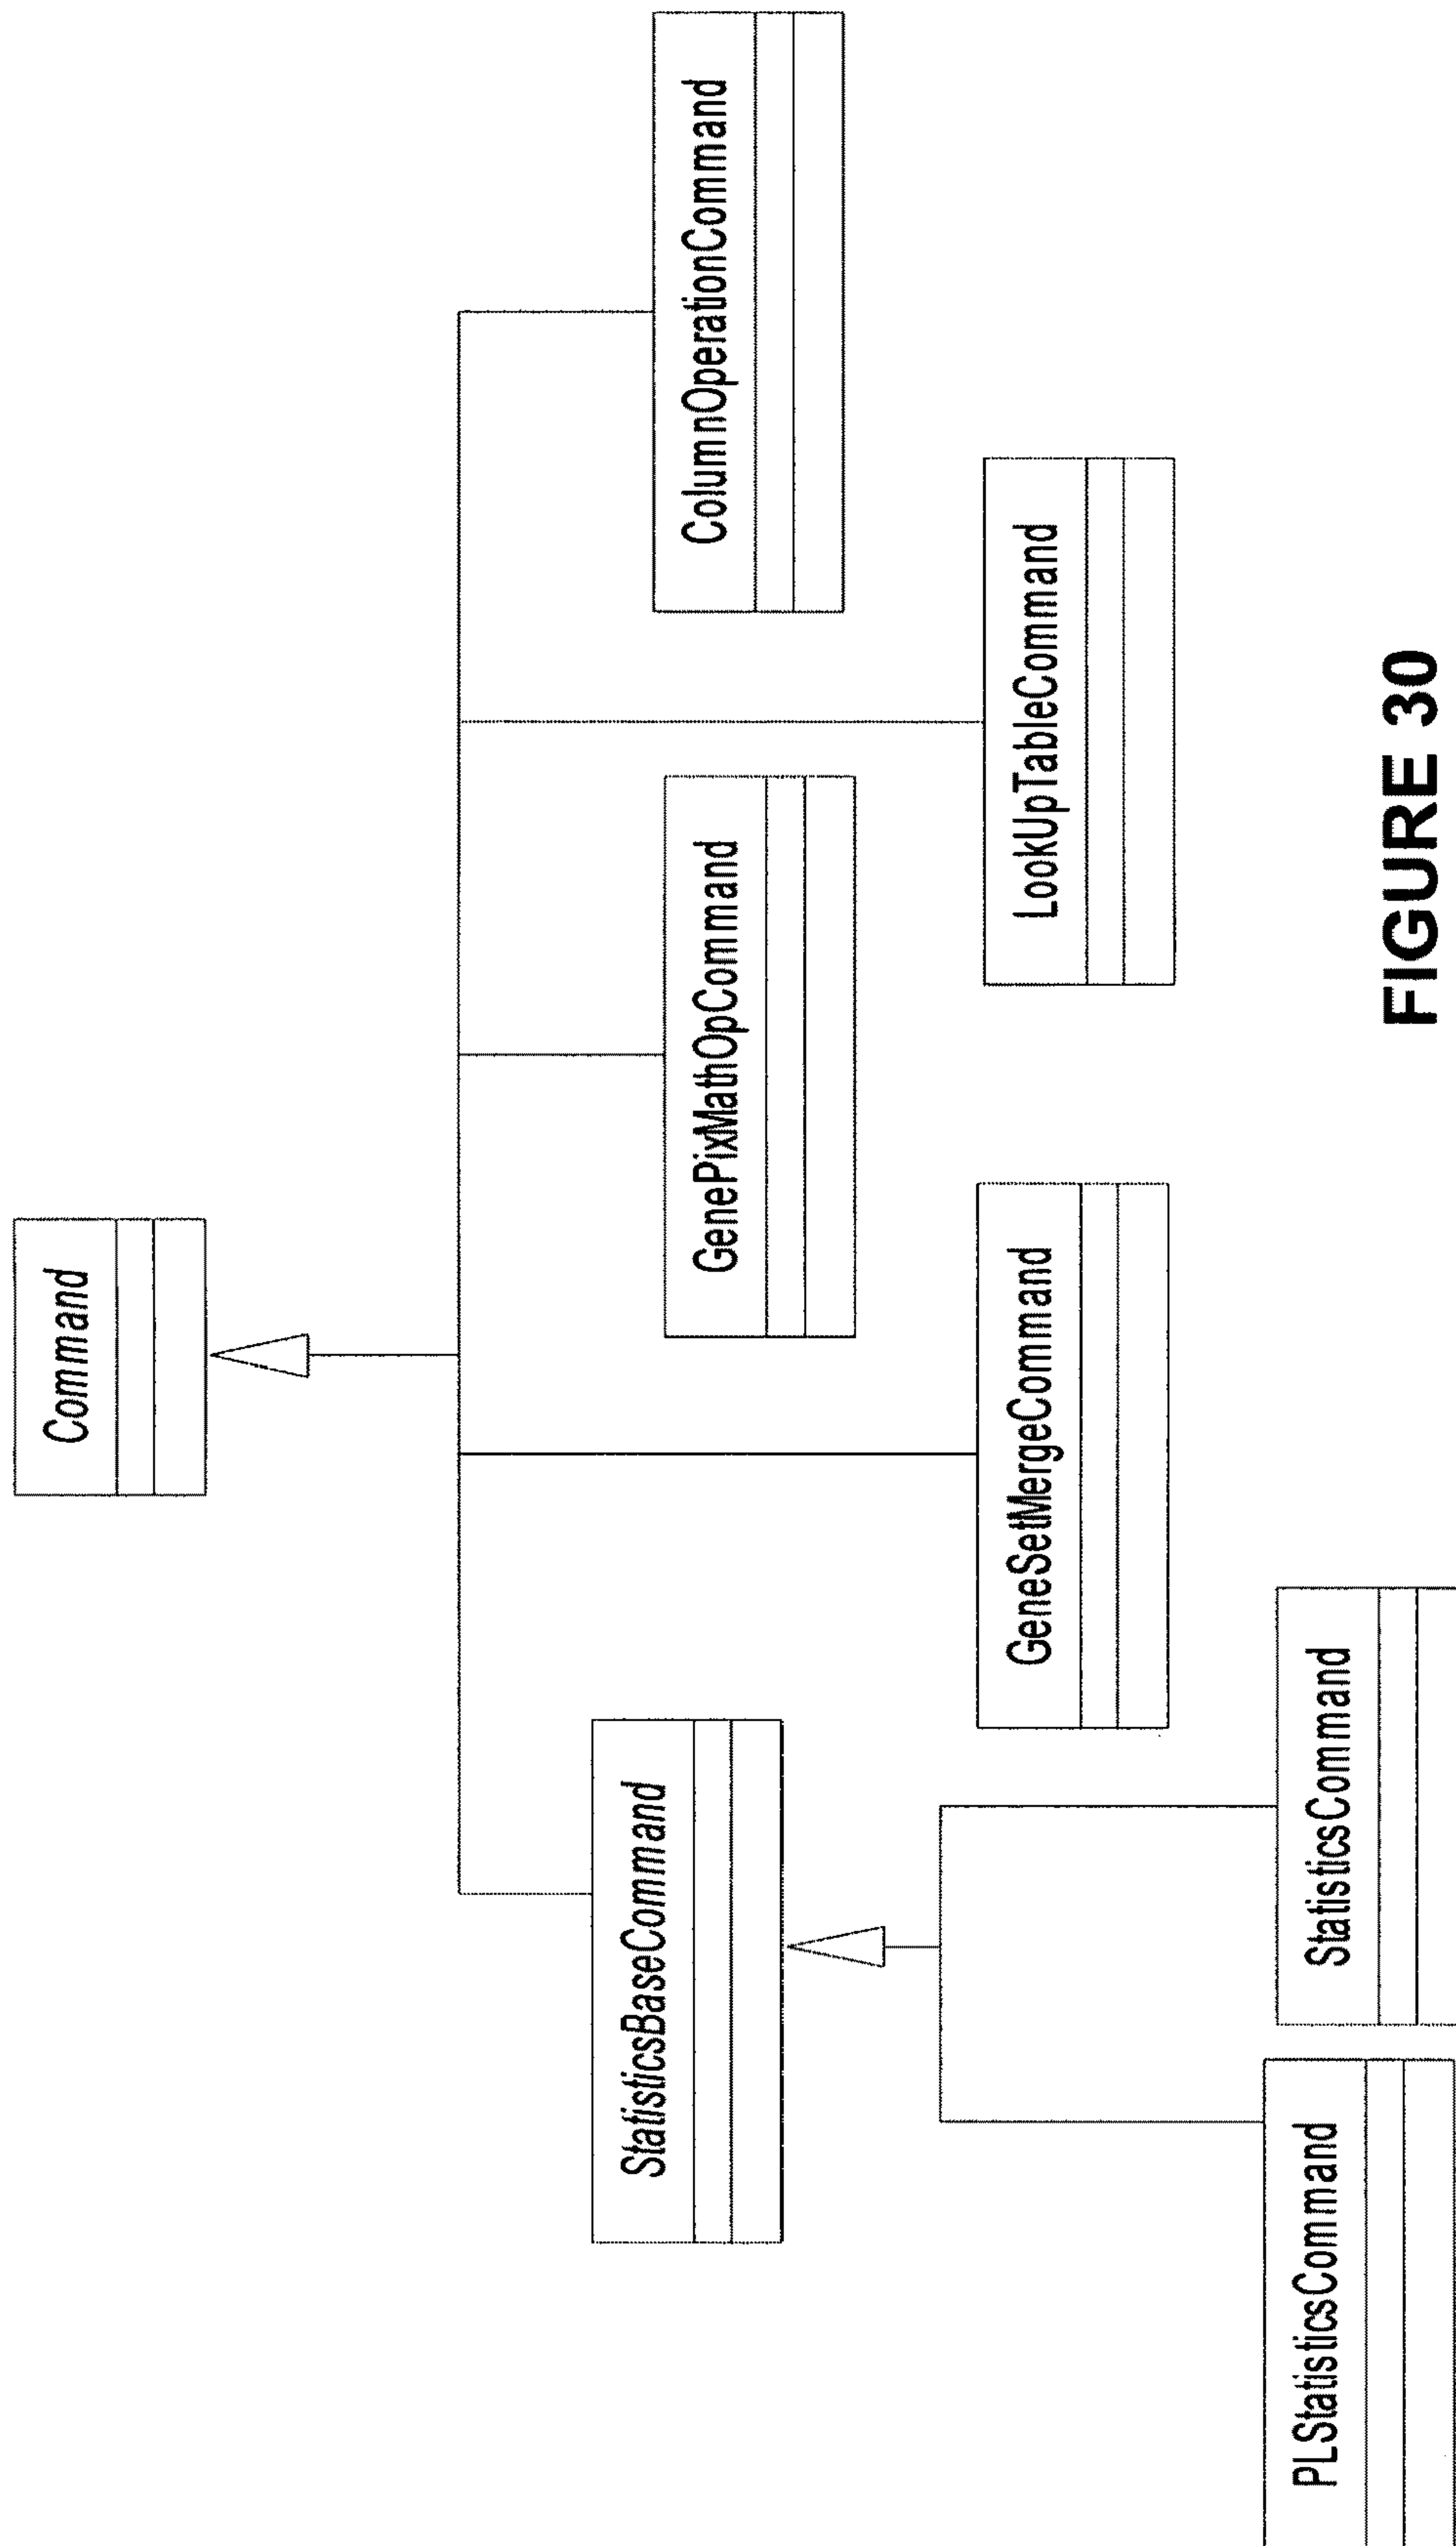 Command
StatisticsBaseCommand
GenePixMathOpCommand
ColumnOperationCommand
GeneSetMergeCommand
LookUpTableCommand
PLStatisticsCommand
StatisticsCommand
FIGURE 30